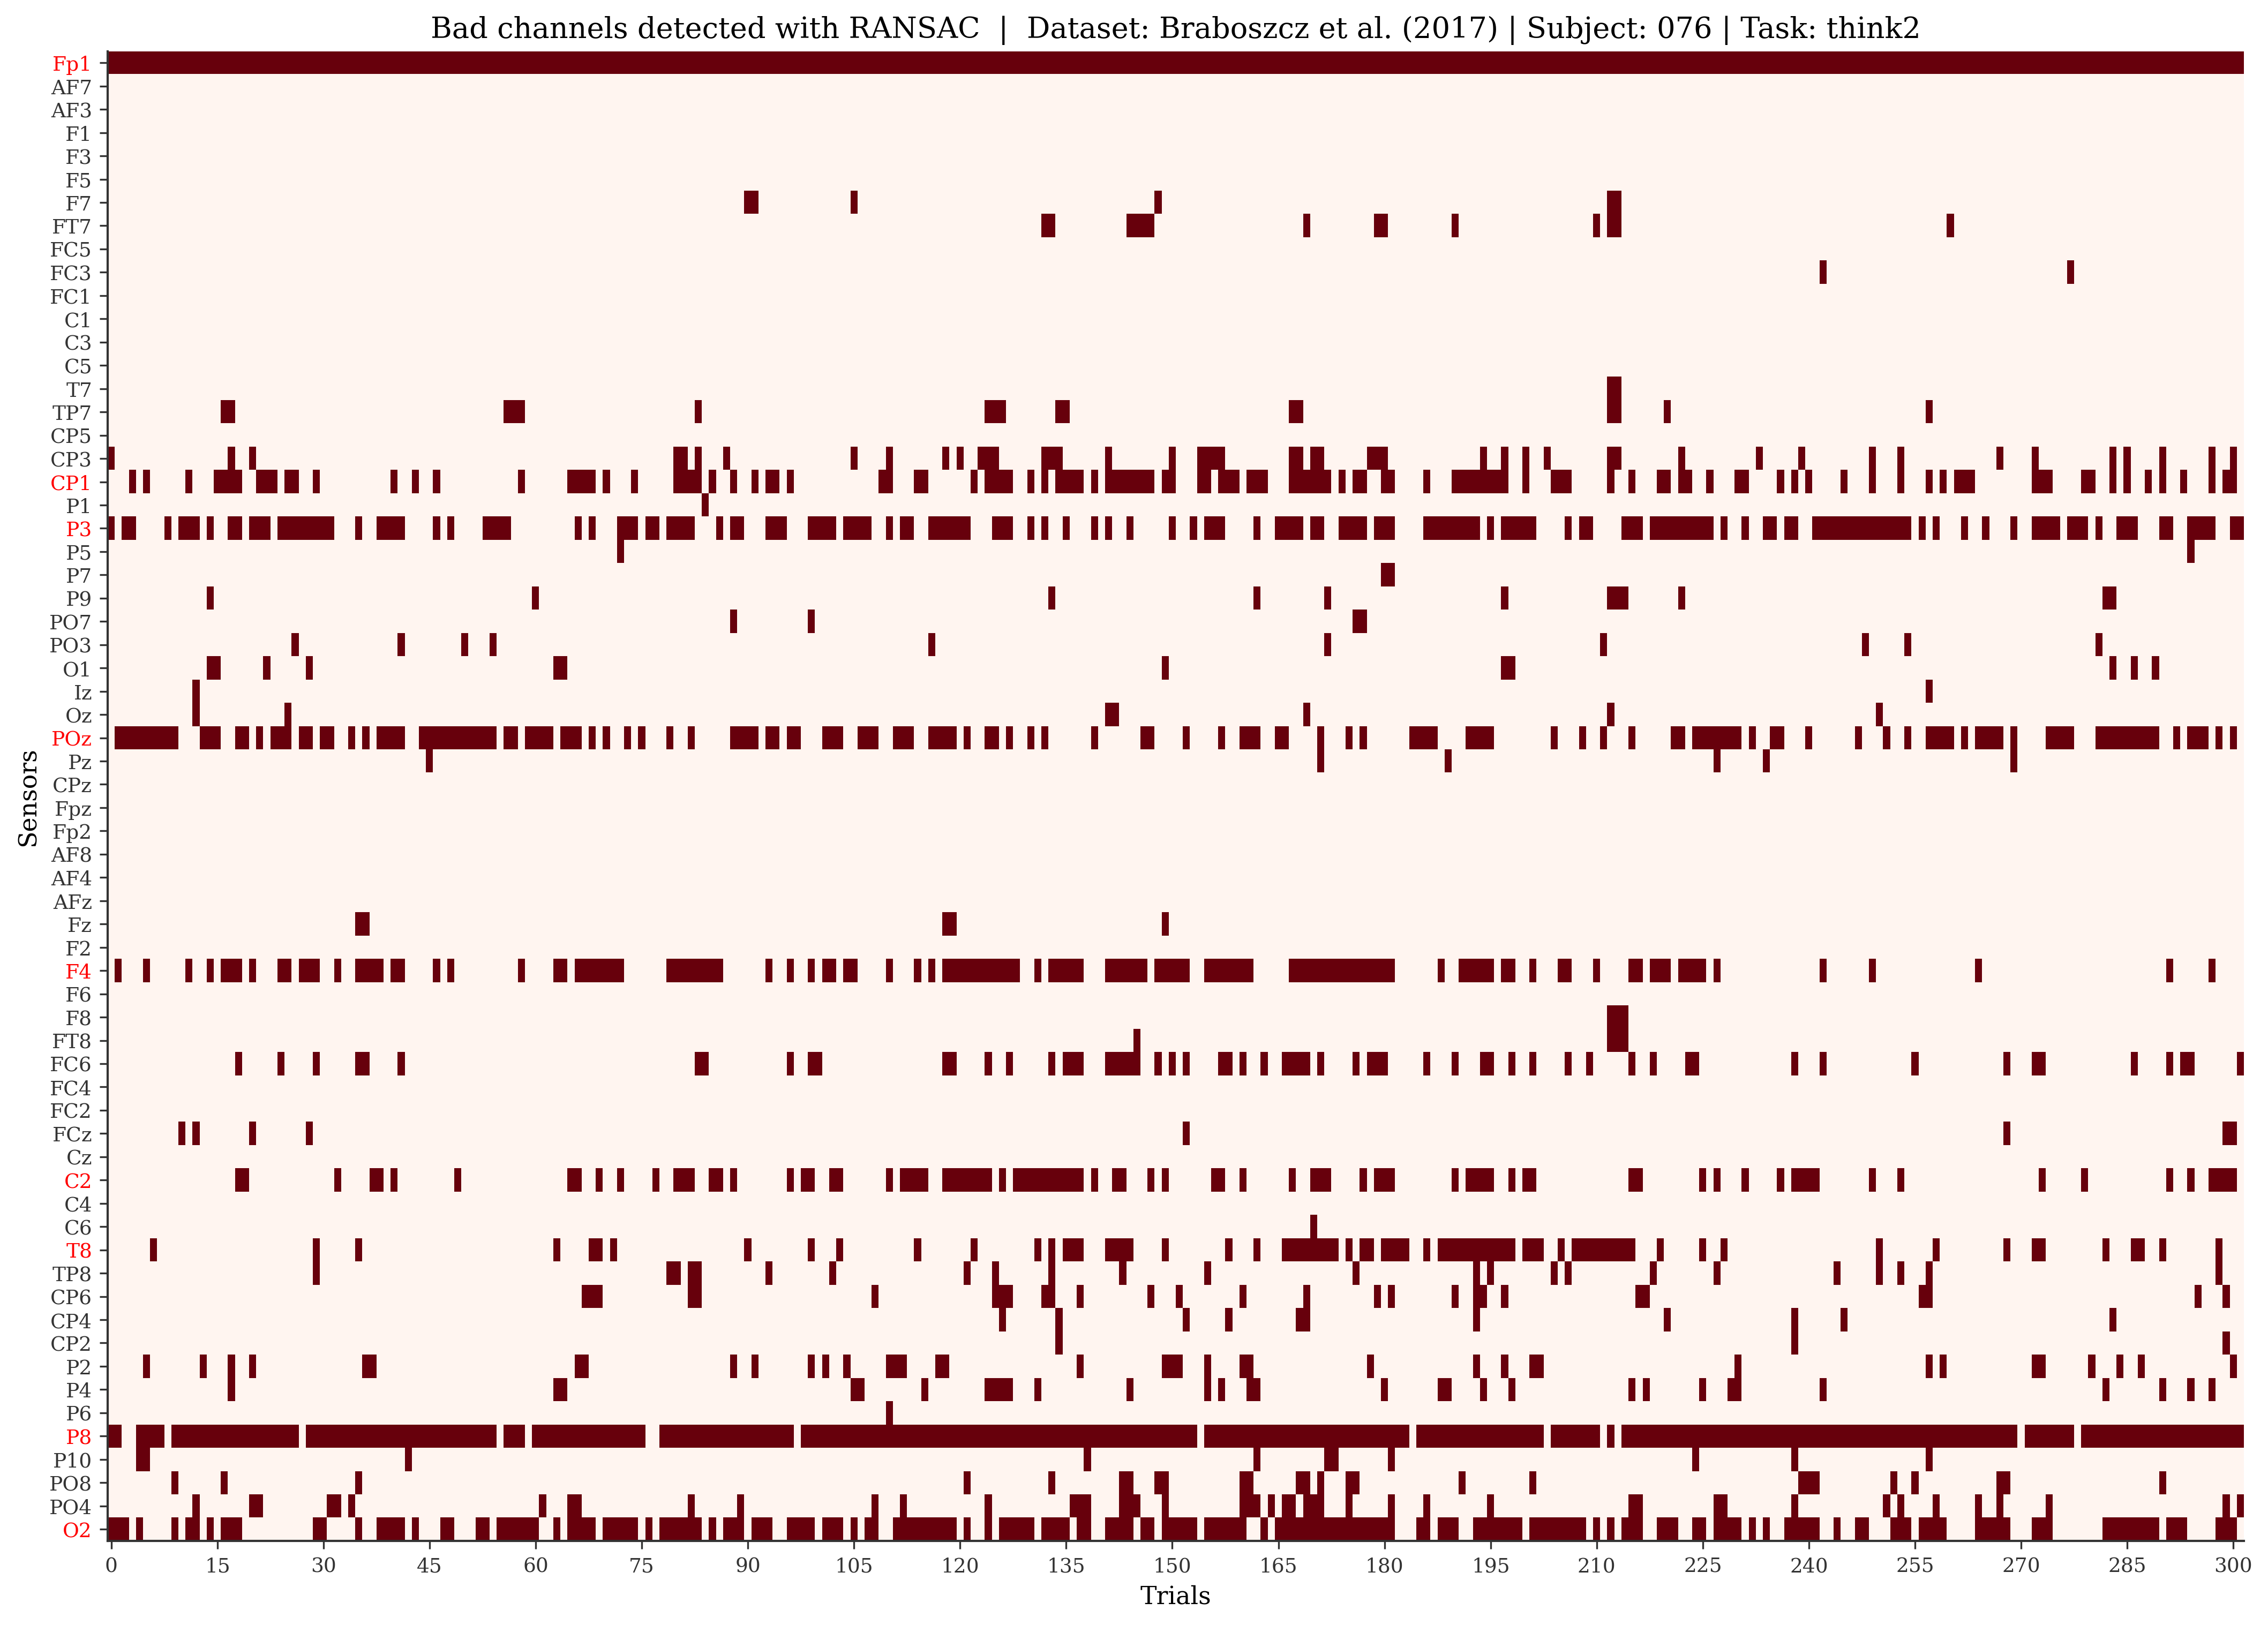 Bad channels detected with RANSAC | Dataset: Braboszcz et al. (2017) | Subject: 076 | Task: think2
Sensors
Fp1
AF7
AF3
F1
F3
F5
F7
FT7
FC5
FC3
FC1
C1
C3
C5
T7
TP7
CP5
CP3
CP1
P1
P3
P5
P7
P9
PO7
PO3
O1
Iz
Oz
POz
Pz
CPz
Fpz
Fp2
AF8
AF4
AFz
Fz
F2
F4
F6
F8
FT8
FC6
FC4
FC2
FCz
Cz
C2
C4
C6
T8
TP8
CP6
CP4
CP2
P2
P4
P6
P8
P10
PO8
PO4
O2
0 15 30 45 60 75 90 105 120 135 150 165 180 195 210 225 240 255 270 285 300
Trials